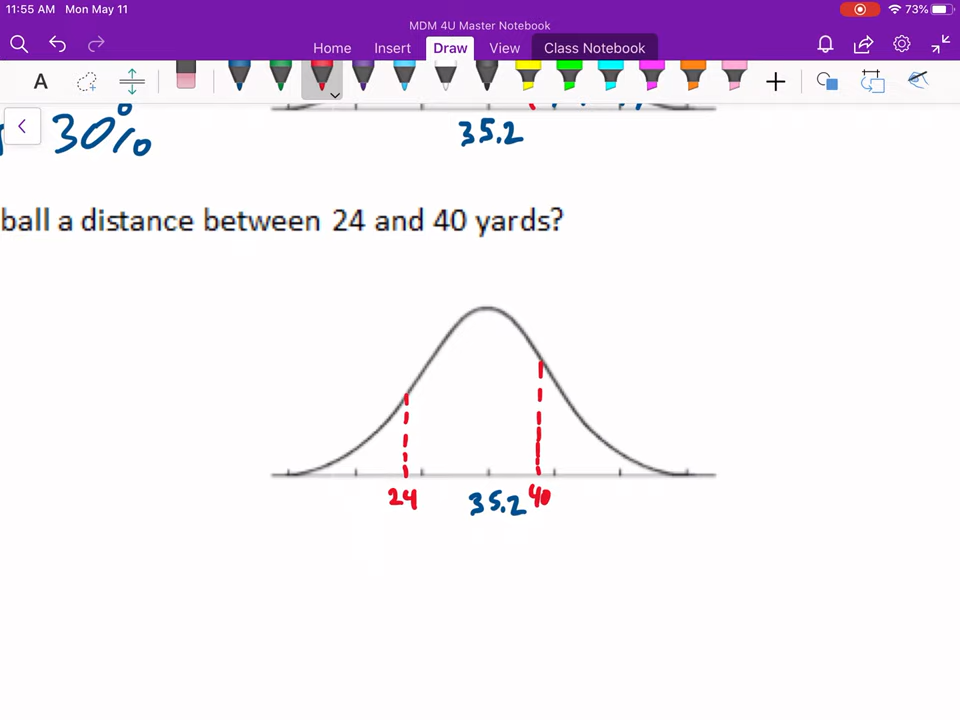 11:55 AM Mon May 11
73%
MDM 4U Master Notebook
Home Insert Draw View Class Notebook
A
30%
35.2
ball a distance between 24 and 40 yards?
24 35.2 40